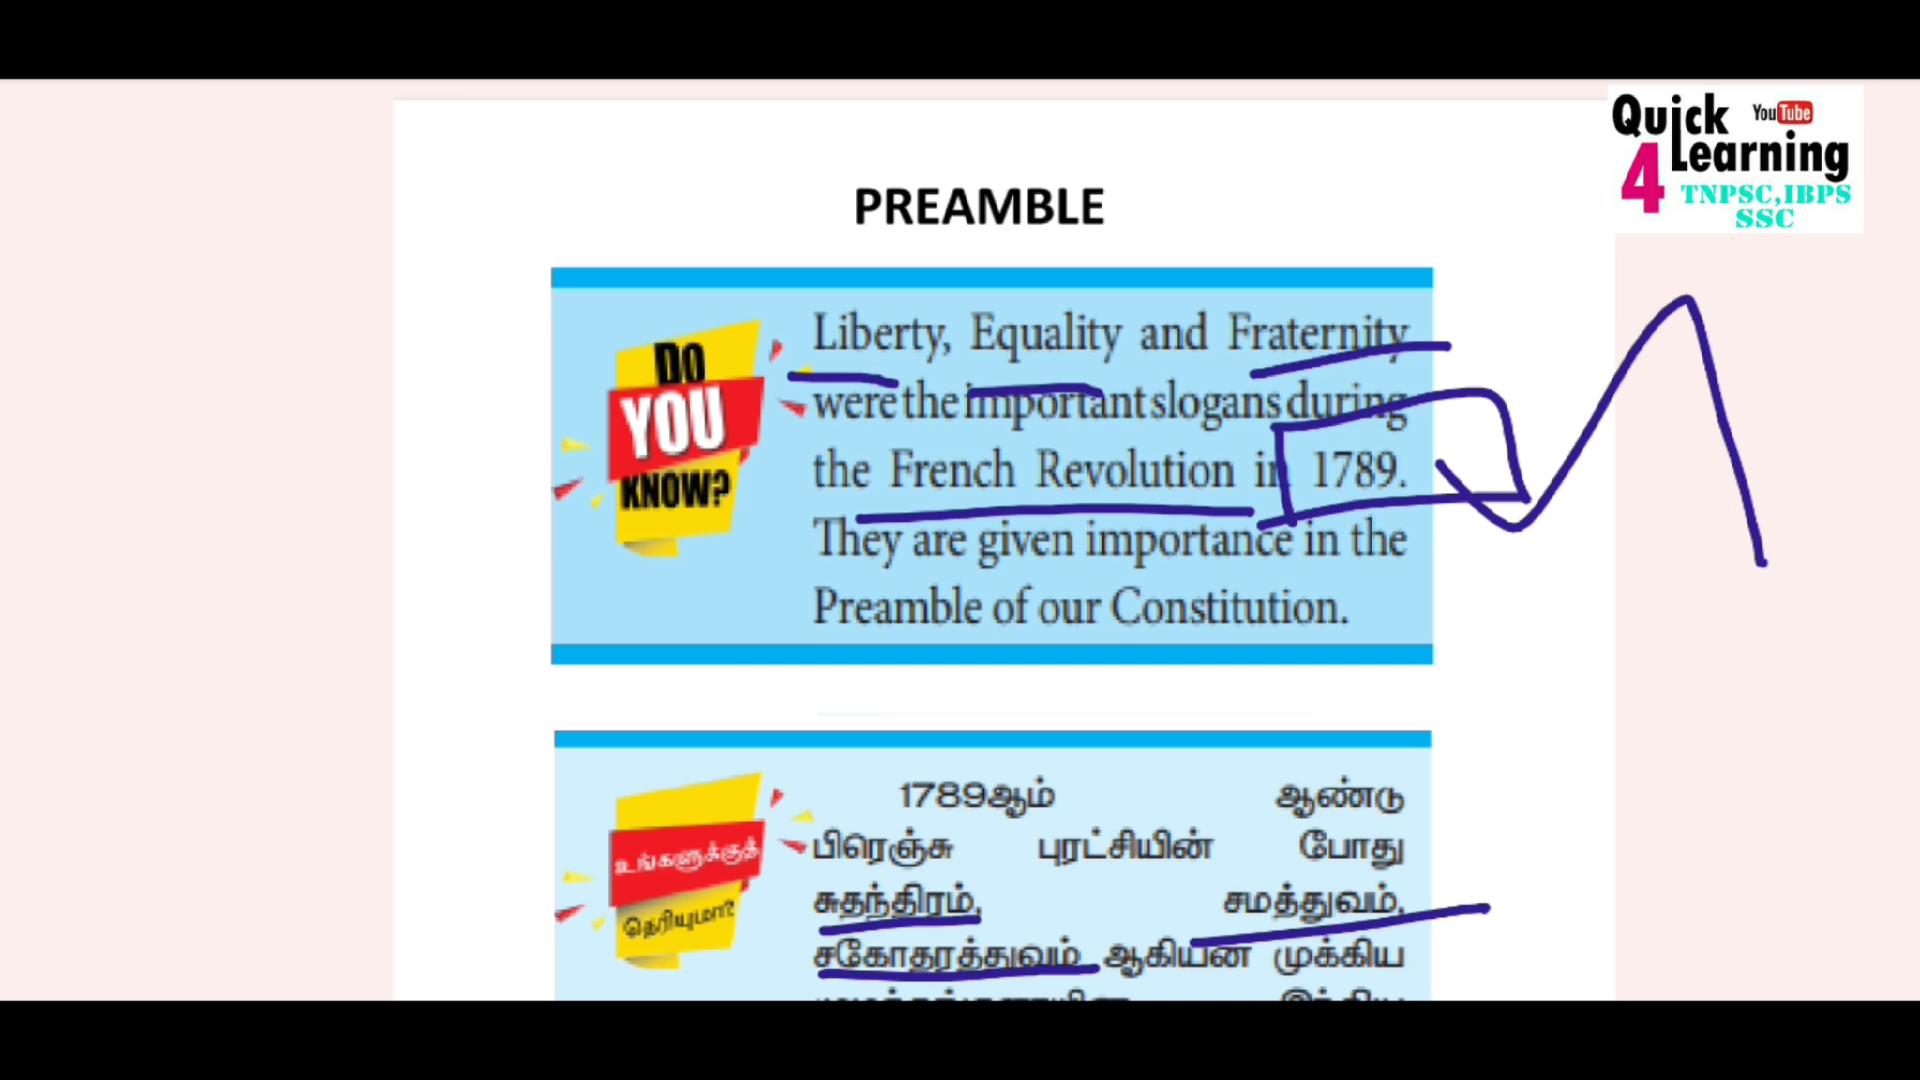 Quick YouTube
4 Learning
TNPSC,IBPS
SSC
PREAMBLE
DO
YOU
KNOW?
Liberty, Equality and Fraternity
were the important slogans during
the French Revolution in 1789.
They are given importance in the
Preamble of our Constitution.
உங்களுக்குத்
தெரியுமா?
1789ஆம் ஆண்டு
பிரெஞ்சு புரட்சியின் போது
சுதந்திரம், சமத்துவம்,
சகோதரத்துவம் ஆகியன முக்கிய